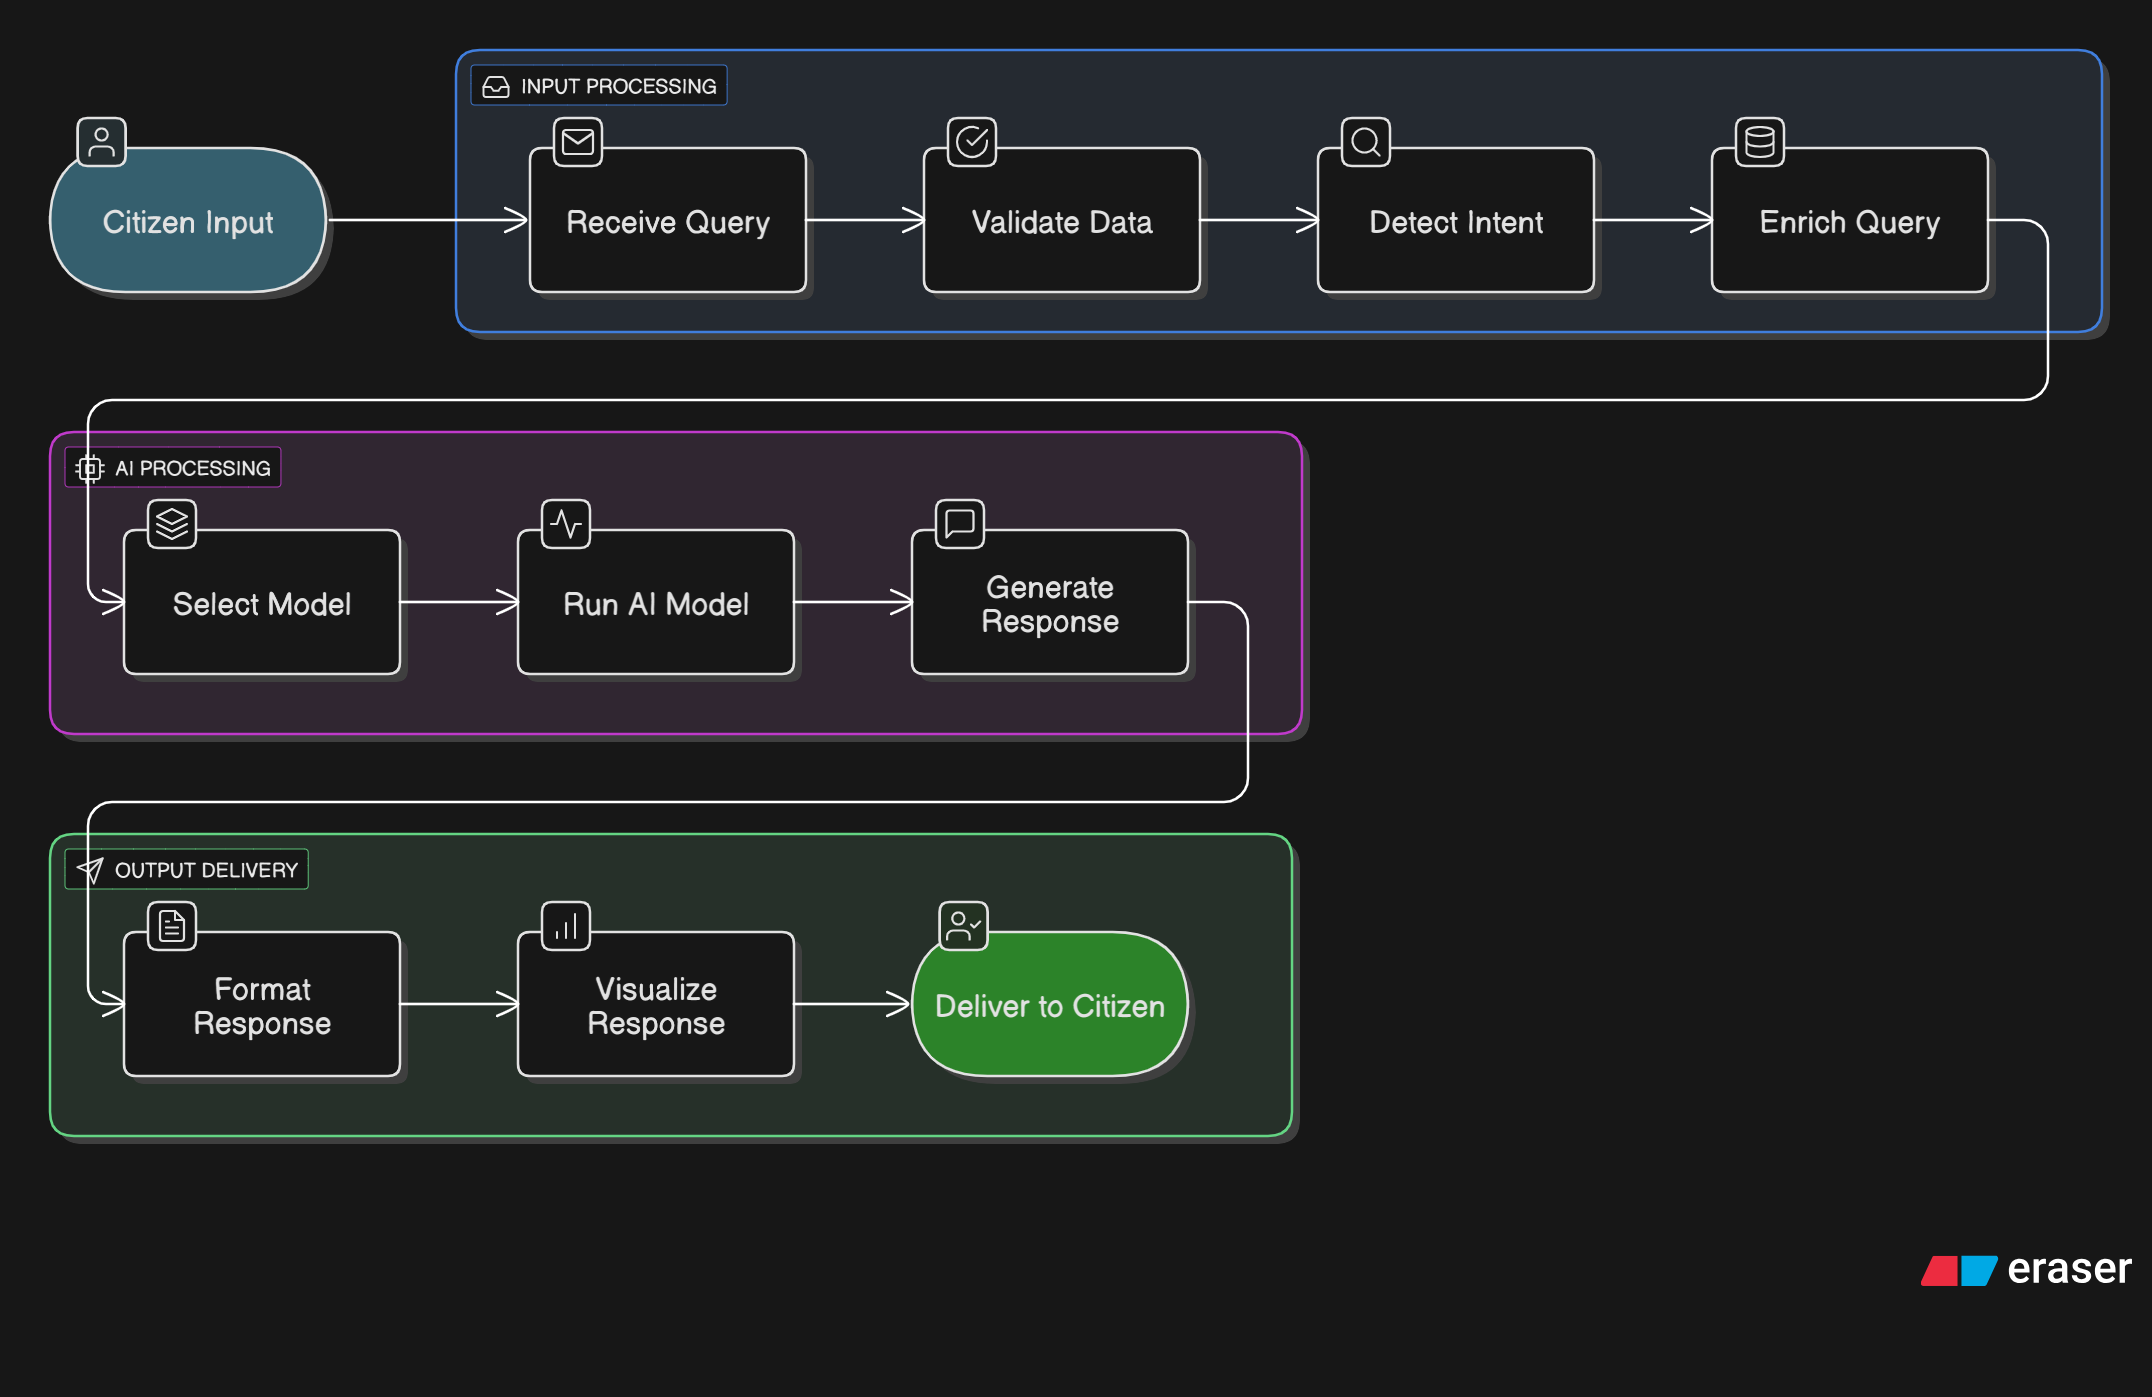 INPUT PROCESSING
Citizen Input
Receive Query
Validate Data
Detect Intent
Enrich Query
AI PROCESSING
Select Model
Run AI Model
Generate
Response
OUTPUT DELIVERY
Format
Response
Visualize
Response
Deliver to Citizen
eraser